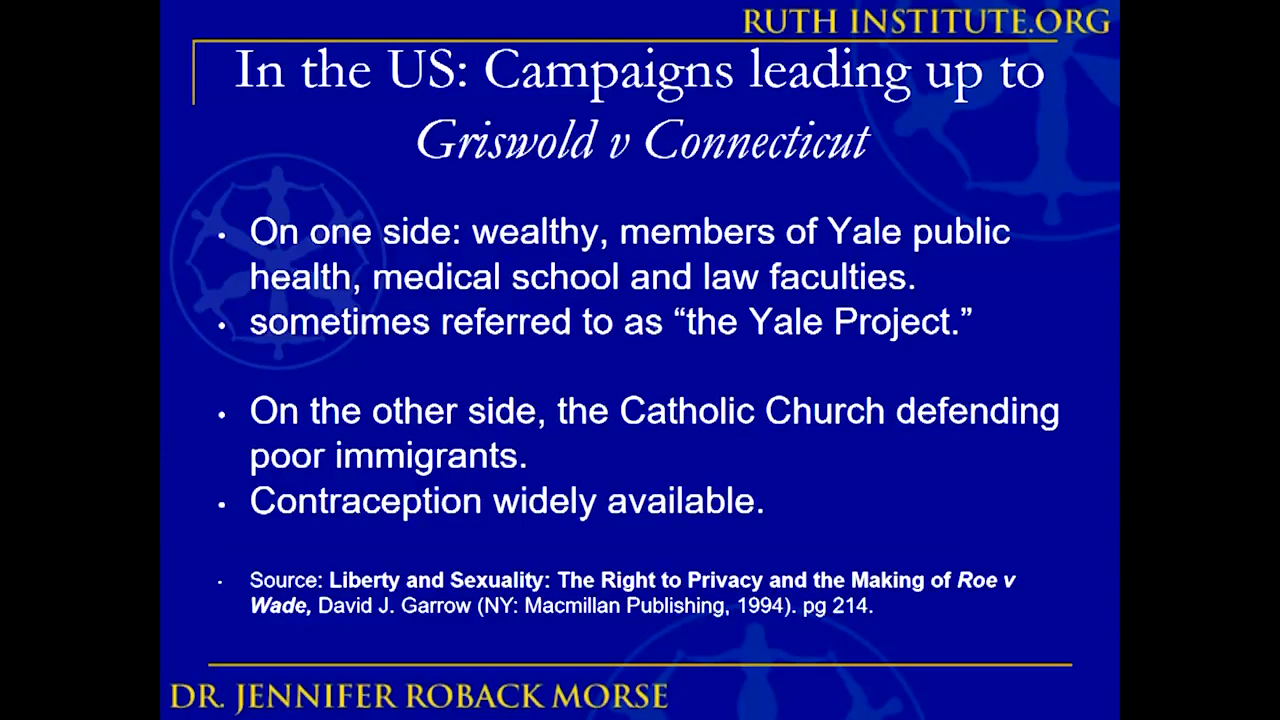 RUTH INSTITUTE.ORG
In the US: Campaigns leading up to
Griswold v Connecticut
• On one side: wealthy, members of Yale public
health, medical school and law faculties.
• sometimes referred to as “the Yale Project.”
• On the other side, the Catholic Church defending
poor immigrants.
• Contraception widely available.
• Source: Liberty and Sexuality: The Right to Privacy and the Making of Roe v
Wade, David J. Garrow (NY: Macmillan Publishing, 1994). pg 214.
DR. JENNIFER ROBACK MORSE